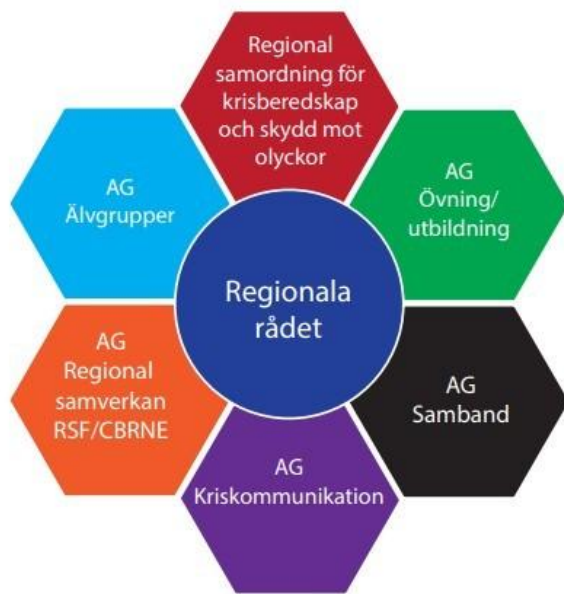 Regional
samordning för
krisberedskap
och skydd mot
olyckor
AG
Älvgrupper
AG
Övning/
utbildning
Regionala
rådet
AG
Regional
samverkan
RSF/CBRNE
AG
Samband
AG
Kriskommunikation